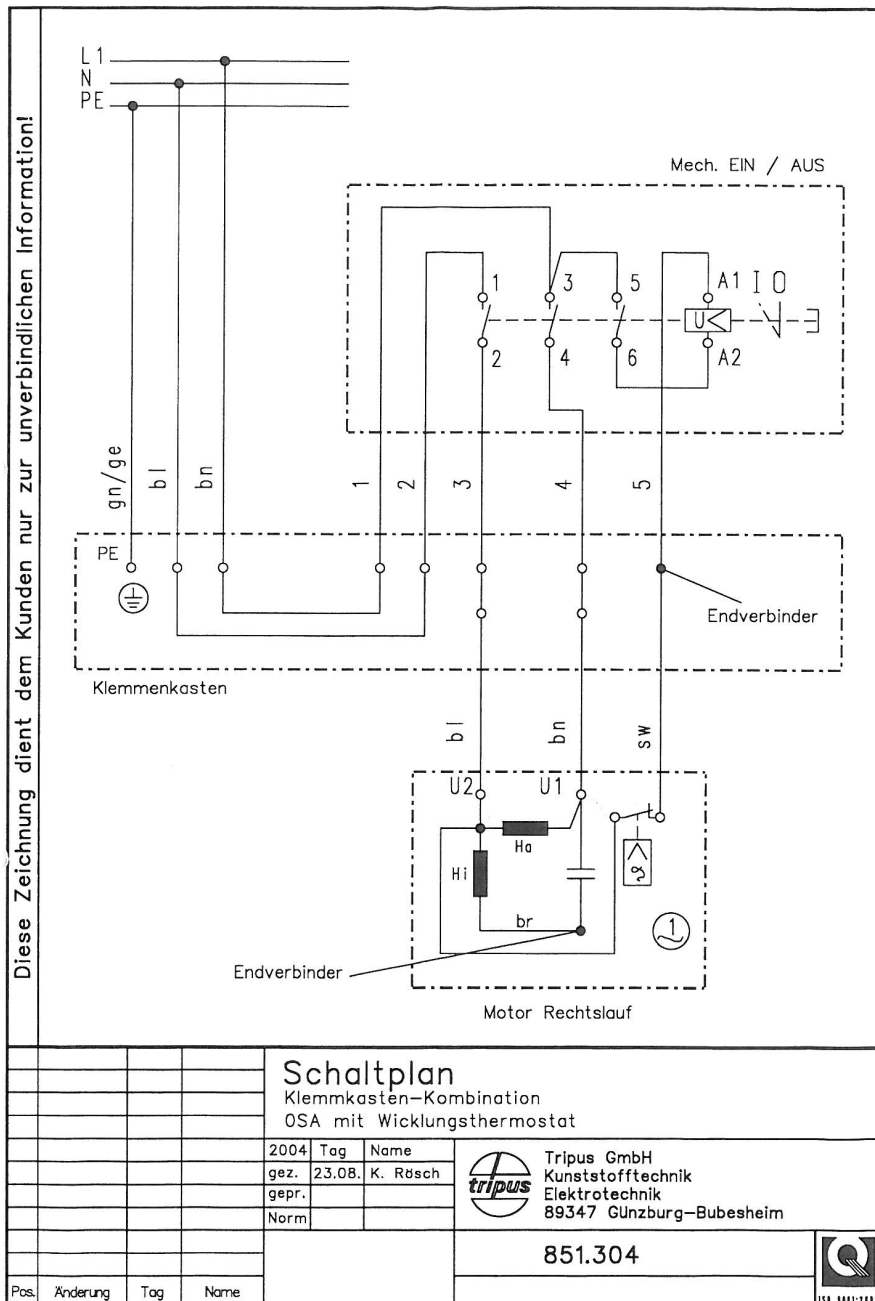 Diese Zeichnung dient dem Kunden nur zur unverbindlichen Information!
L1
N
PE
Mech. EIN / AUS
1
3
5
A1
I O
U<
2
4
6
A2
gn/ge
bl
bn
1
2
3
4
5
PE
Endverbinder
Klemmenkasten
bl
bn
sw
U2
U1
Ha
Hi
br
1
Endverbinder
Motor Rechtslauf
Schaltplan
Klemmkasten-Kombination
OSA mit Wicklungsthermostat
2004 Tag Name
gez. 23.08. K. Rösch
gepr.
Norm
tripus
Tripus GmbH
Kunststofftechnik
Elektrotechnik
89347 Günzburg-Bubesheim
851.304
Pos. Änderung Tag Name